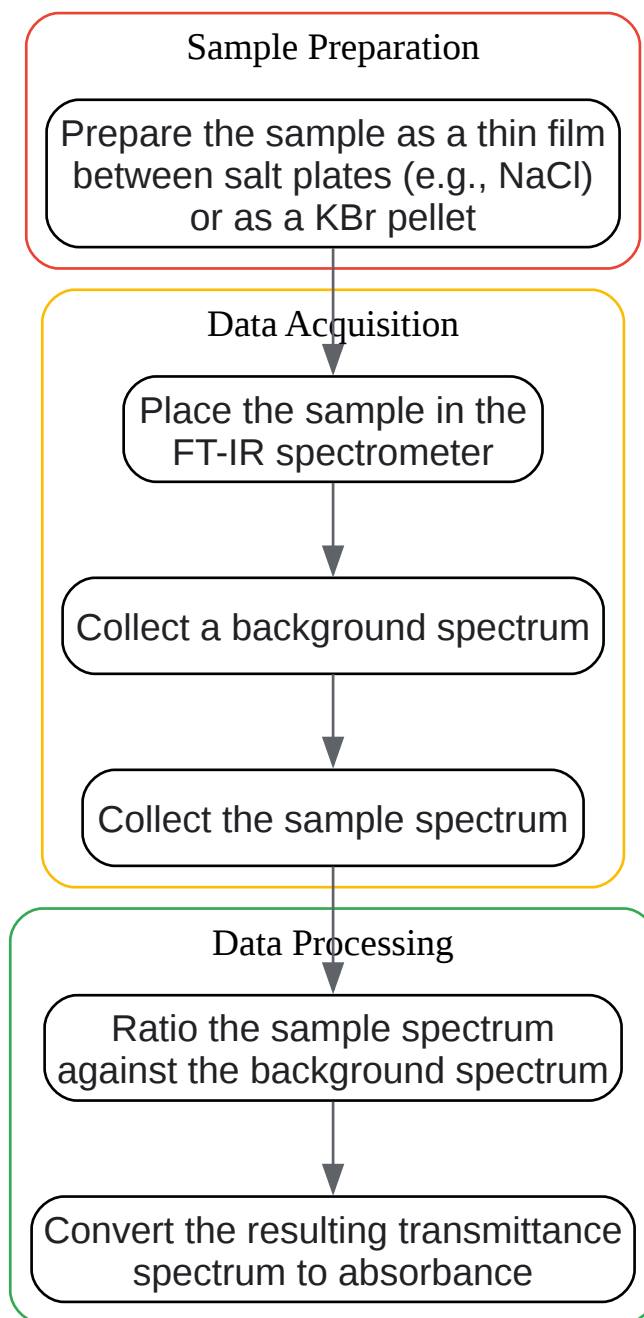 Sample Preparation
Prepare the sample as a thin film
between salt plates (e.g., NaCl)
or as a KBr pellet
Data Acquisition
Place the sample in the
FT-IR spectrometer
Collect a background spectrum
Collect the sample spectrum
Data Processing
Ratio the sample spectrum
against the background spectrum
Convert the resulting transmittance
spectrum to absorbance